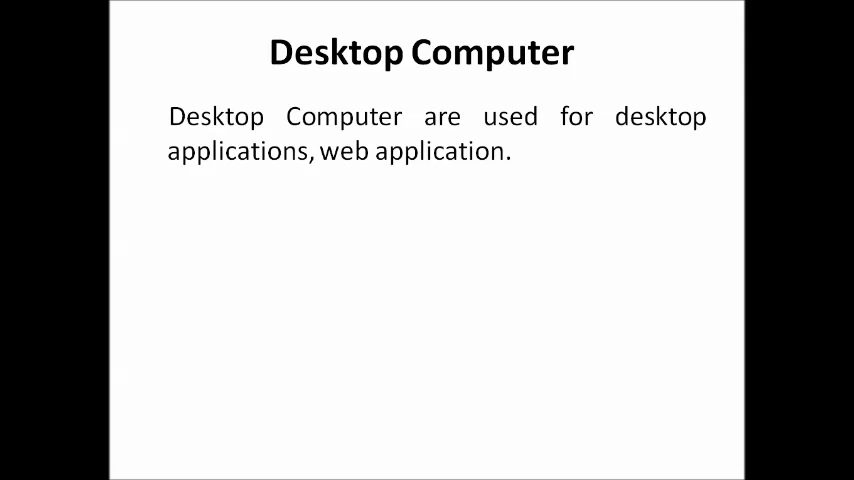 Desktop Computer
Desktop Computer are used for desktop
applications, web application.